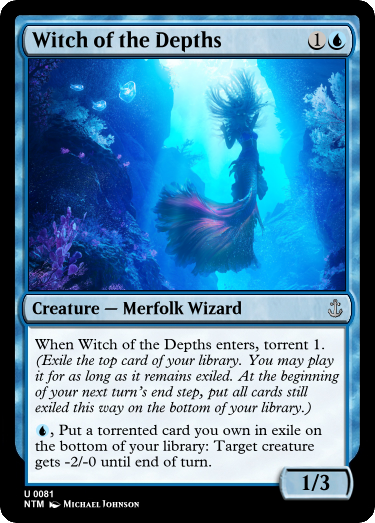 Witch of the Depths 1
Creature — Merfolk Wizard
When Witch of the Depths enters, torrent 1.
(Exile the top card of your library. You may
play it for as long as it remains exiled. At the beginning
of your next turn's end step, put all cards still
exiled this way on the bottom of your library.)
, Put a torrented card you own in exile on
the bottom of your library: Target creature
gets -2/-0 until end of turn.
1/3
U 0081
NTM Michael Johnson